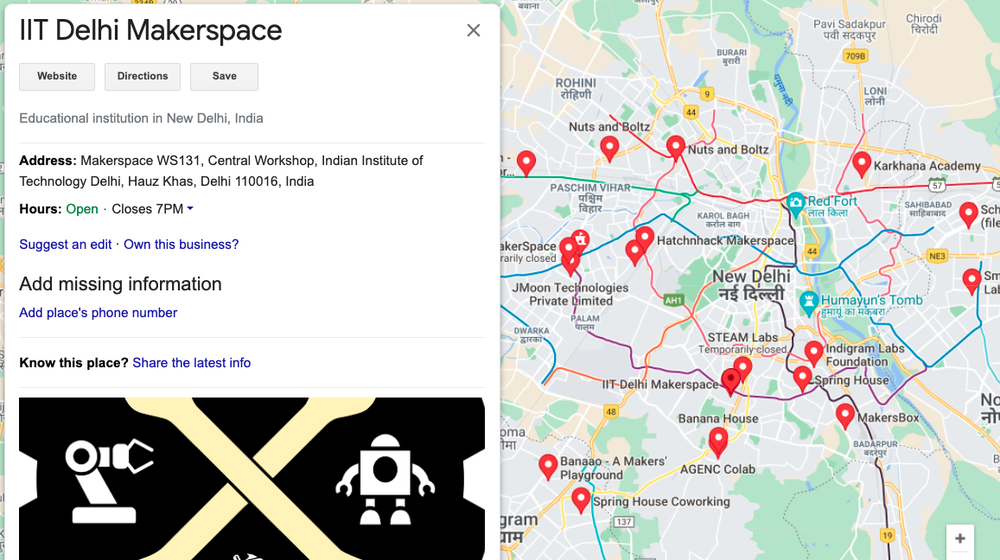 IIT Delhi Makerspace
Website
Directions
Save
Educational institution in New Delhi, India
Address: Makerspace WS131, Central Workshop, Indian Institute of
Technology Delhi, Hauz Khas, Delhi 110016, India
Hours: Open · Closes 7PM
Suggest an edit · Own this business?
Add missing information
Add place's phone number
Know this place? Share the latest info
बवाना
Pavi Sadakpur
पवी सदकपुर
Chirodi
चिरोदी
709B
BURARI
बुरारी
ROHINI
रोहिणी
9
44
LONI
लोनी
Nuts and Boltz
Nuts and Boltz
Karkhana Academy
57
PASCHIM VIHAR
पश्चिम
विहार
Red Fort
लाल किला
SAHIBABAD
साहिबाबाद
KAROL BAGH
करोल बाग
Sch
(file
akerSpace
rarily closed
Hatchnhack Makerspace
44
NE3
JMoon Technologies
Private Limited
New Delhi
नई दिल्ली
AH1
Sm
Lab
Humayun's Tomb
हुमायूं का मकबरा
PALAM
पालम
DWARKA
द्वारका
STEAM Labs
Temporarily closed
Indigram Labs
Foundation
IIT Delhi Makerspace
Spring House
48
Banana House
MakersBox
No
BADARPUR
बदरपुर
Banaao - A Makers'
Playground
AGENC Colab
Spring House Coworking
gram
137
19
+